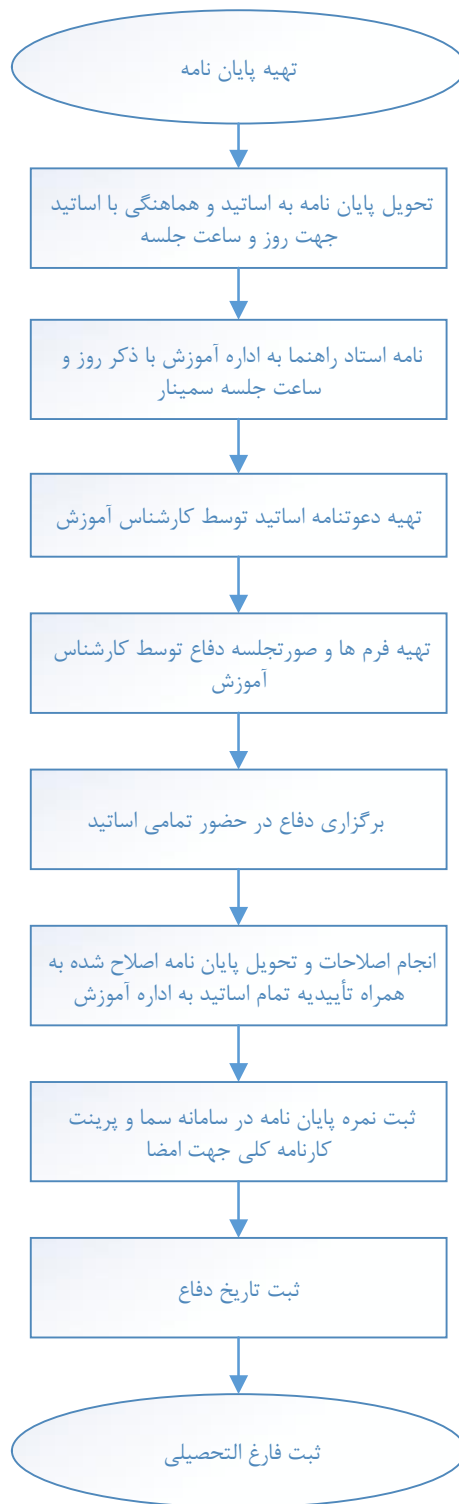 تهیه پایان نامه
تحویل پایان نامه به اساتید و هماهنگی با اساتید
جهت روز و ساعت جلسه
نامه استاد راهنما به اداره آموزش با ذکر روز و
ساعت جلسه سمینار
تهیه دعوتنامه اساتید توسط کارشناس آموزش
تهیه فرم ها و صورتجلسه دفاع توسط کارشناس
آموزش
برگزاری دفاع در حضور تمامی اساتید
انجام اصلاحات و تحویل پایان نامه اصلاح شده به
همراه تأییدیه تمام اساتید به اداره آموزش
ثبت نمره پایان نامه در سامانه سما و پرینت
کارنامه کلی جهت امضا
ثبت تاریخ دفاع
ثبت فارغ التحصیلی